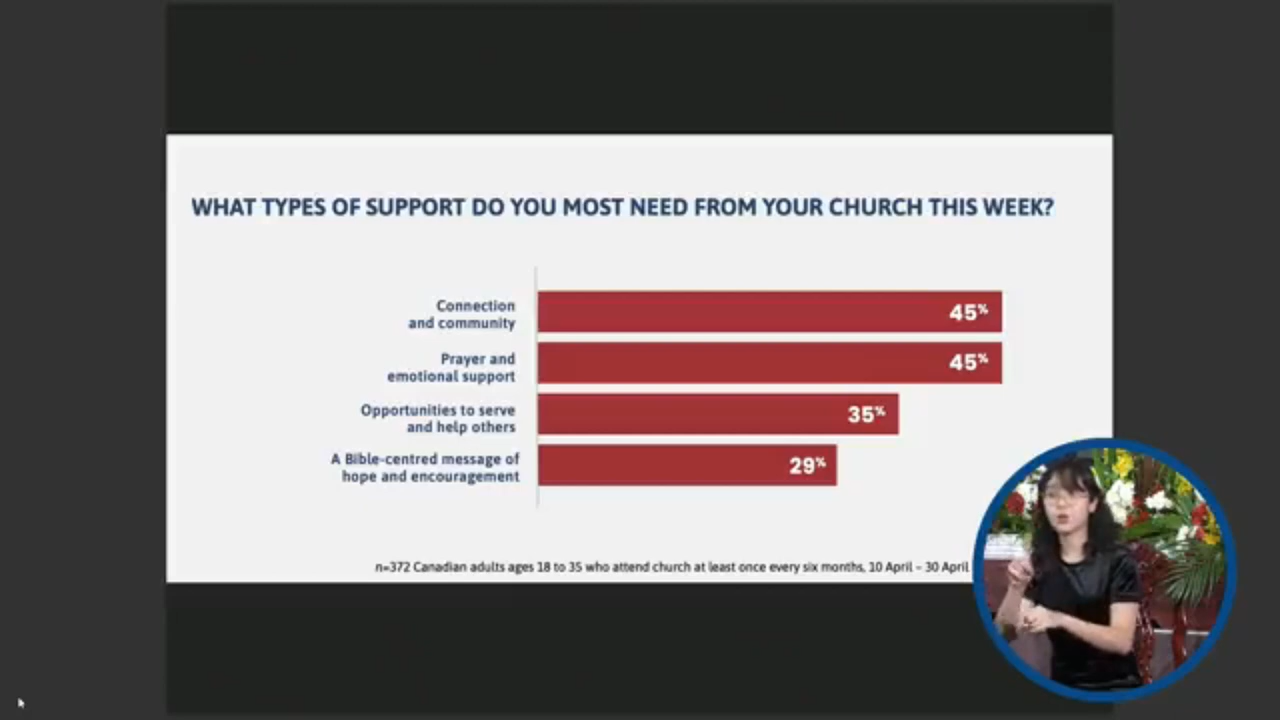 WHAT TYPES OF SUPPORT DO YOU MOST NEED FROM YOUR CHURCH THIS WEEK?
Connection
and community
45%
Prayer and
emotional support
45%
Opportunities to serve
and help others
35%
A Bible-centred message of
hope and encouragement
29%
n=372 Canadian adults ages 18 to 35 who attend church at least once every six months, 10 April – 30 April